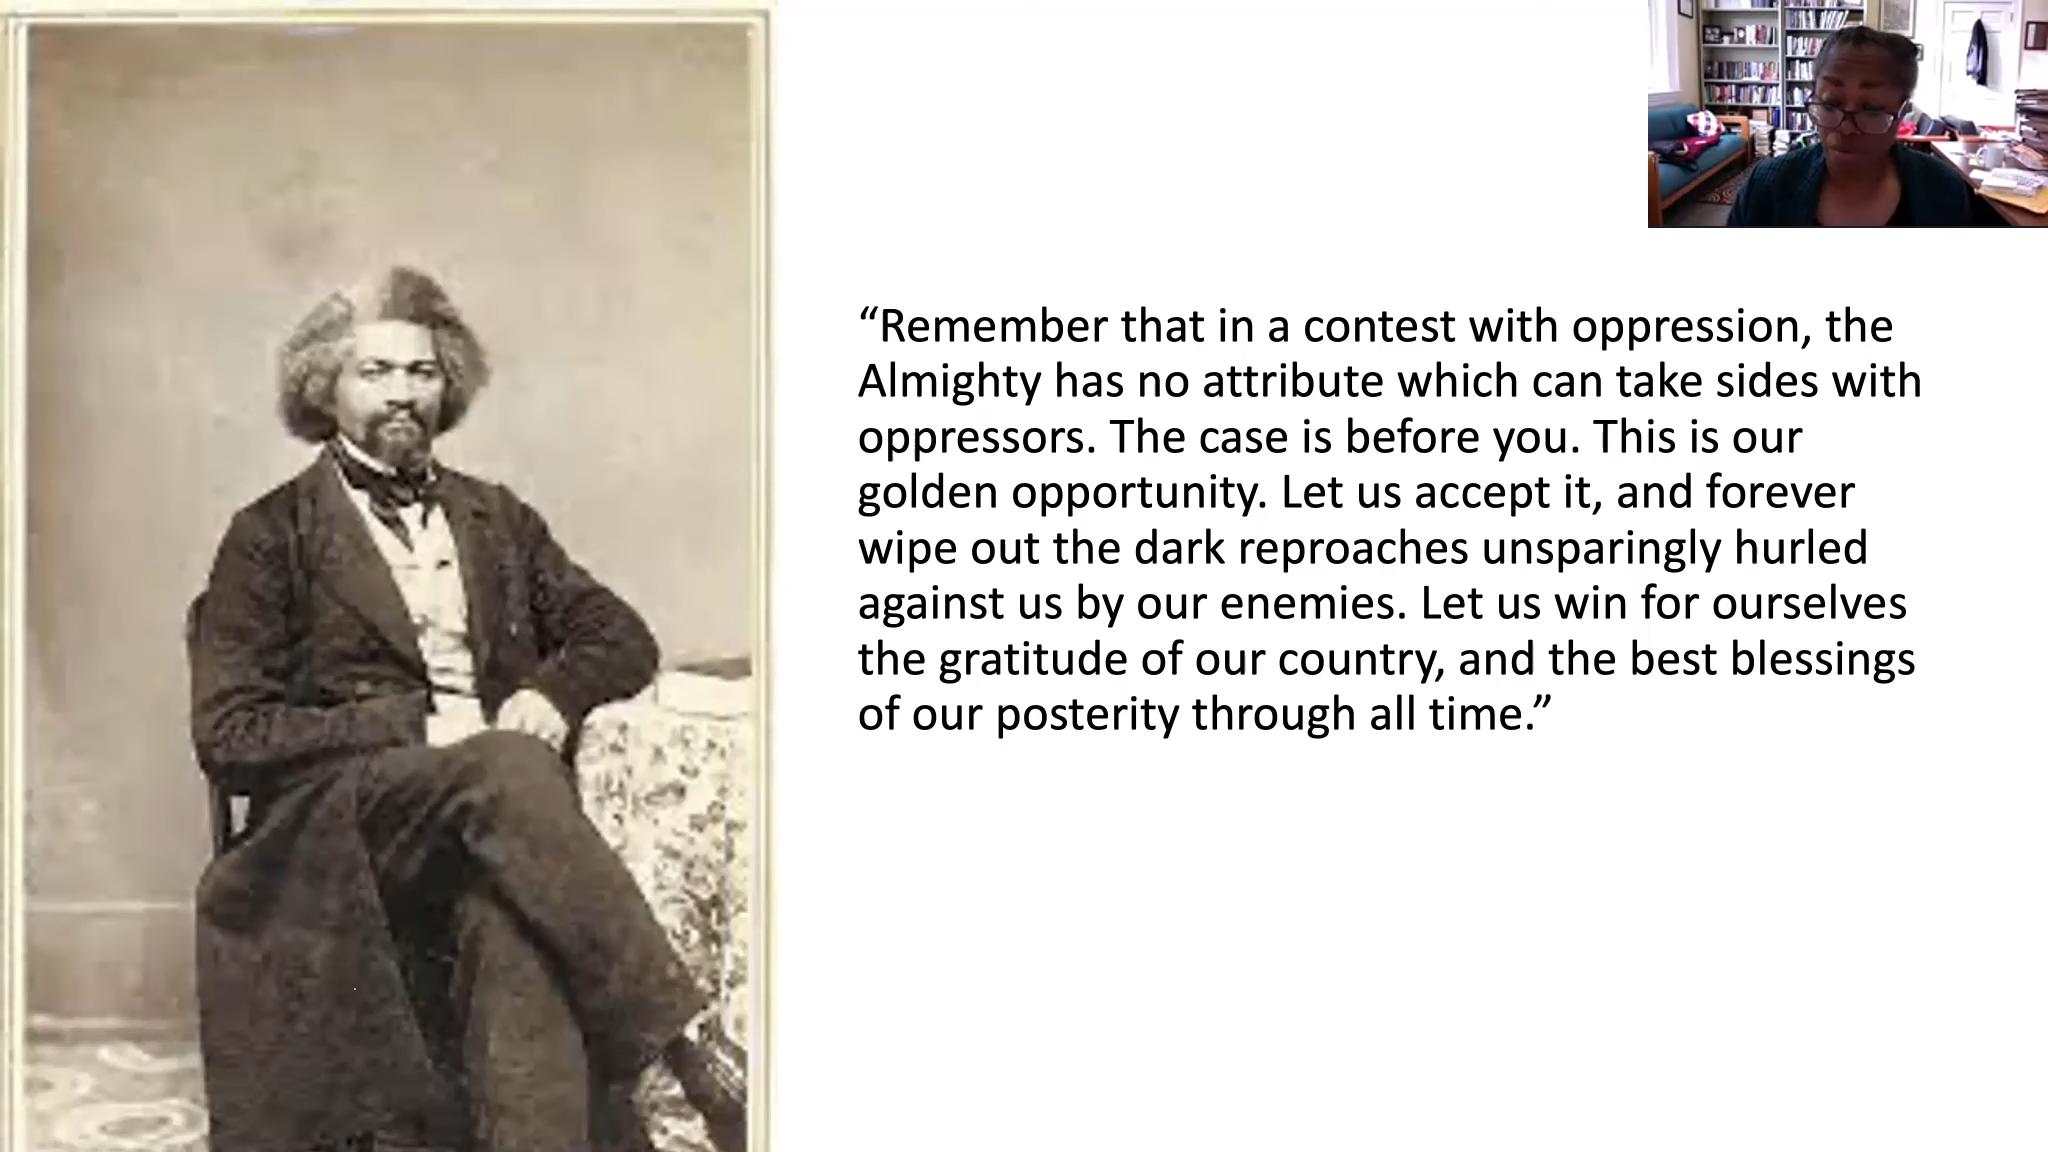 “Remember that in a contest with oppression, the
Almighty has no attribute which can take sides with
oppressors. The case is before you. This is our
golden opportunity. Let us accept it, and forever
wipe out the dark reproaches unsparingly hurled
against us by our enemies. Let us win for ourselves
the gratitude of our country, and the best blessings
of our posterity through all time.”